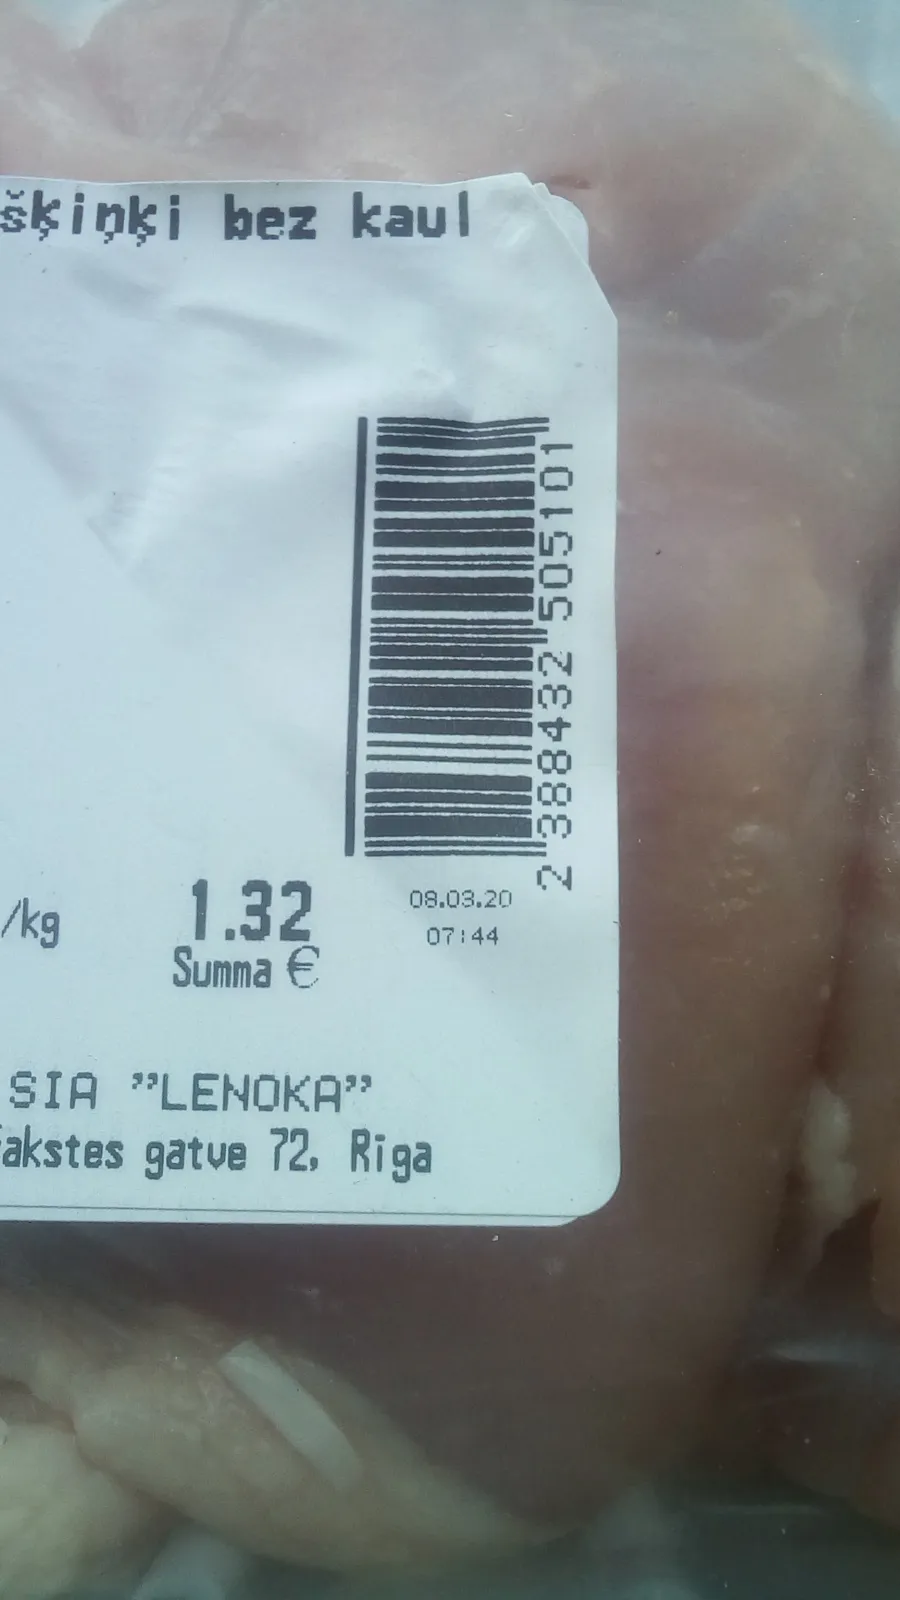 šķiņķi bez kaul
2 388432 505101
/kg
1.32
Summa €
08.03.20
07:44
SIA "LENOKA"
akstes gatve 72, Riga